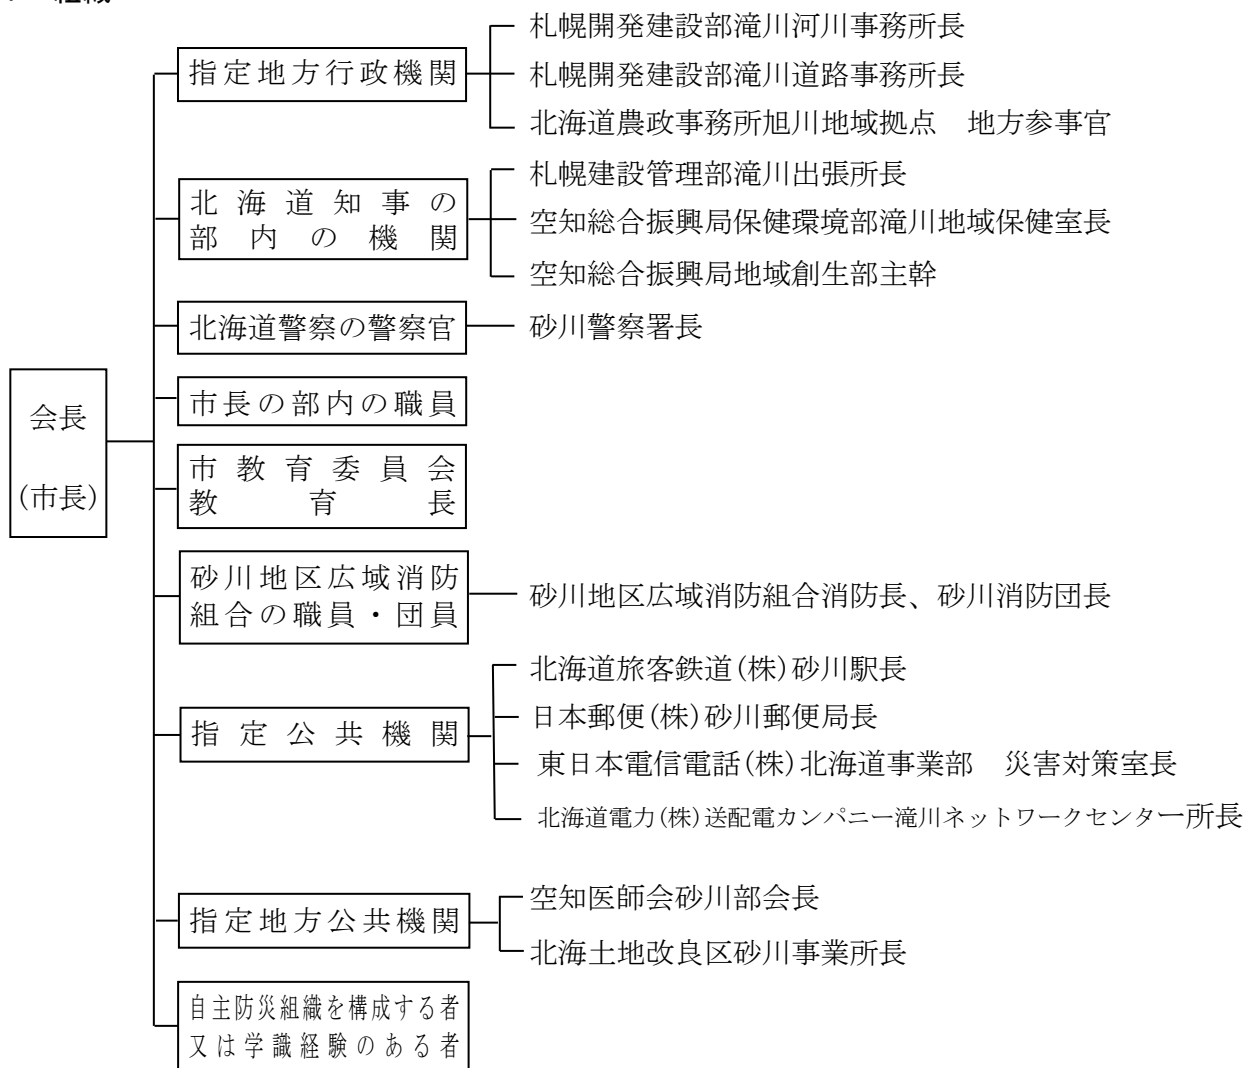 指定地方行政機関
札幌開発建設部滝川河川事務所長
札幌開発建設部滝川道路事務所長
北海道農政事務所旭川地域拠点　地方参事官
北海道知事の
部内の機関
札幌建設管理部滝川出張所長
空知総合振興局保健環境部滝川地域保健室長
空知総合振興局地域創生部主幹
北海道警察の警察官
砂川警察署長
会長
(市長)
市長の部内の職員
市教育委員会
教育長
砂川地区広域消防
組合の職員・団員
砂川地区広域消防組合消防長、砂川消防団長
指定公共機関
北海道旅客鉄道(株)砂川駅長
日本郵便(株)砂川郵便局長
東日本電信電話(株)北海道事業部　災害対策室長
北海道電力(株)送配電カンパニー滝川ネットワークセンター所長
指定地方公共機関
空知医師会砂川部会長
北海土地改良区砂川事業所長
自主防災組織を構成する者
又は学識経験のある者